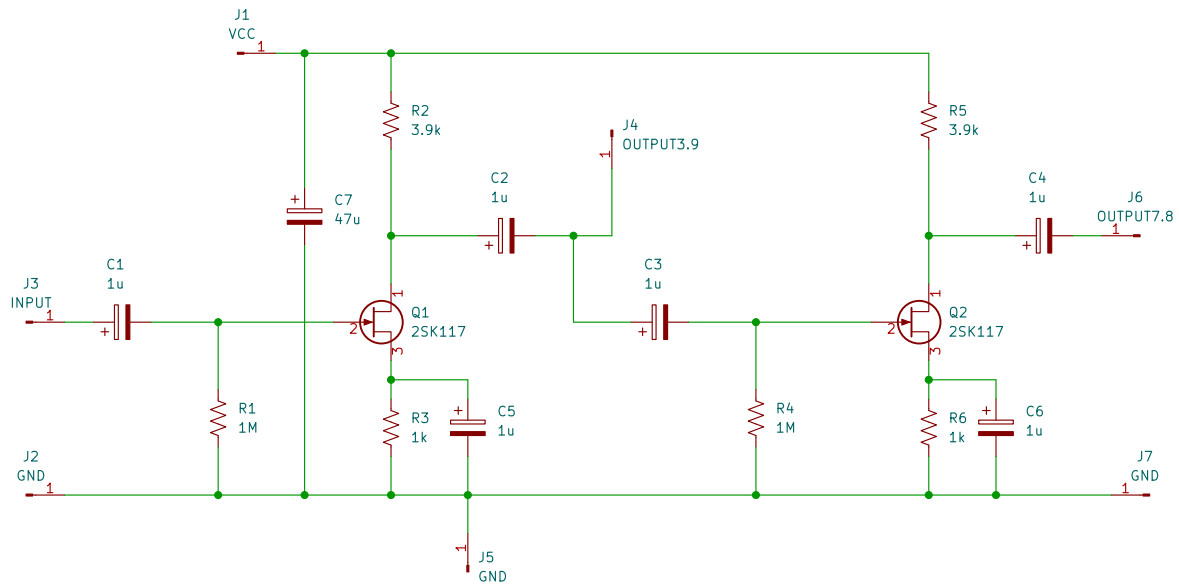 J1
VCC
1
R2
3.9k
J4
OUTPUT3.9
1
R5
3.9k
C2
1u
+
C7
47u
+
C4
1u
+
J6
OUTPUT7.8
1
J3
INPUT
1
C1
1u
+
1
2
3
Q1
2SK117
C3
1u
+
1
2
3
Q2
2SK117
R1
1M
R3
1k
+
C5
1u
R4
1M
R6
1k
+
C6
1u
J2
GND
1
J7
GND
1
1
J5
GND